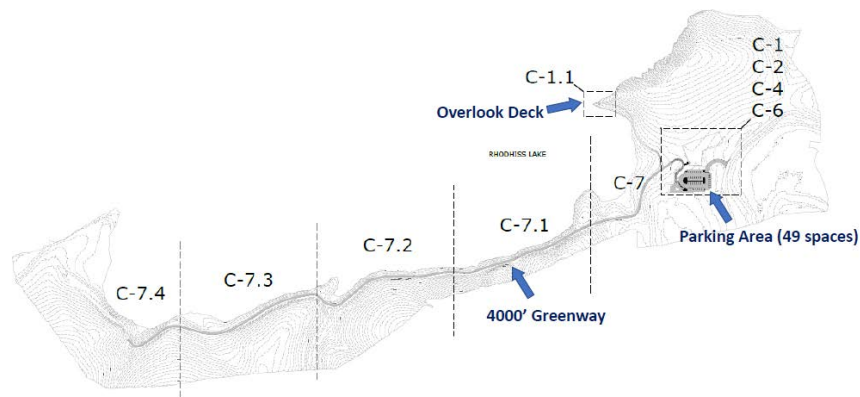 C-1
C-1.1
C-2
C-4
C-6
Overlook Deck
RHODHISS LAKE
C-7
C-7.1
Parking Area (49 spaces)
C-7.2
C-7.3
C-7.4
4000' Greenway